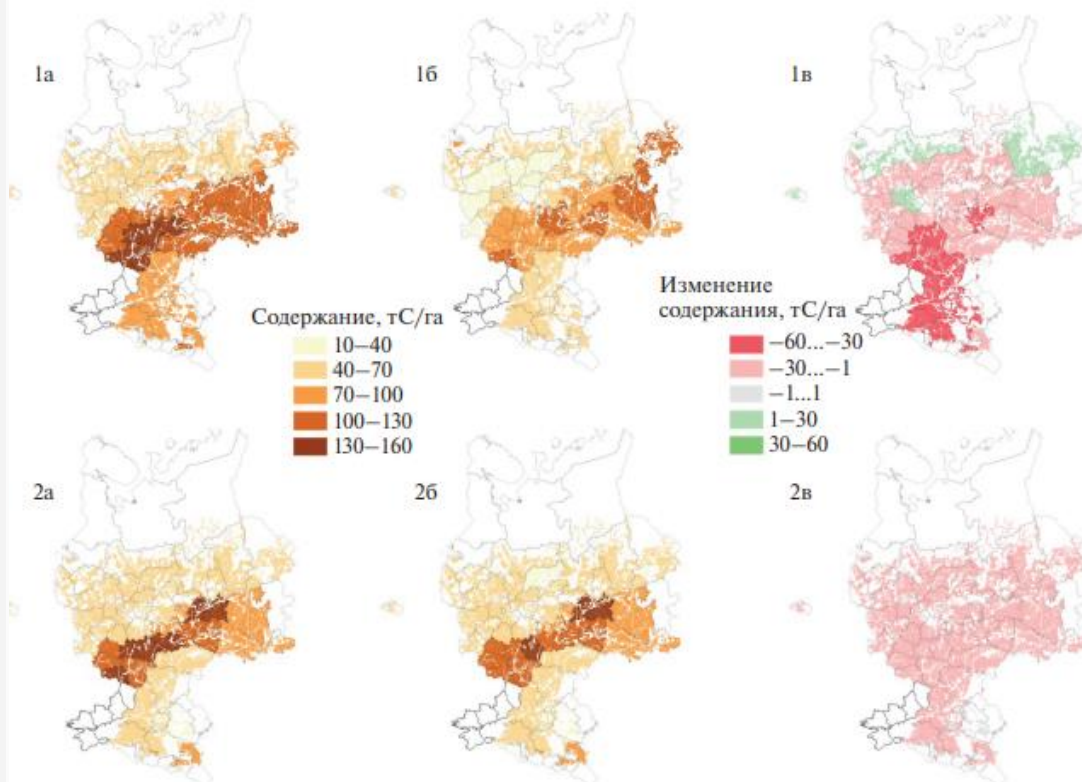 1а
1б
1в
Содержание, тС/га
10–40
40–70
70–100
100–130
130–160
Изменение
содержания, тС/га
–60...–30
–30...–1
–1...1
1–30
30–60
2а
2б
2в